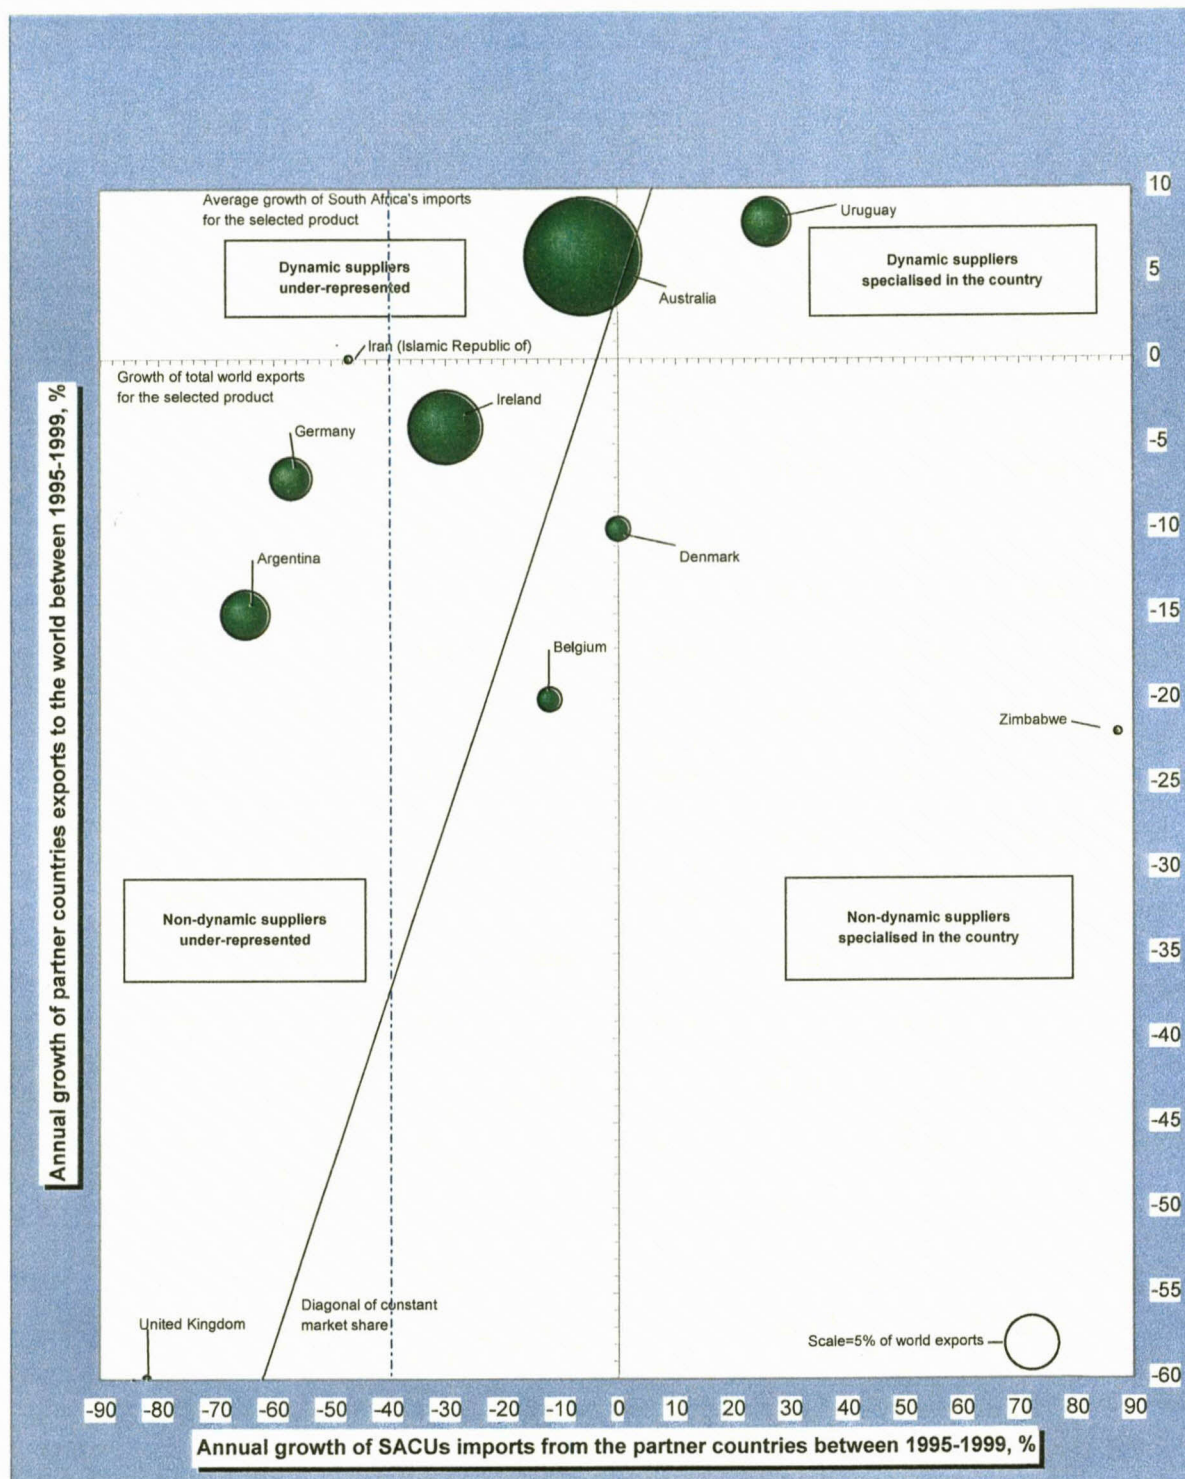 Average growth of South Africa's imports
for the selected product
10
Uruguay
Dynamic suppliers
under-represented
Dynamic suppliers
specialised in the country
5
Australia
Iran (Islamic Republic of)
0
Growth of total world exports
for the selected product
Ireland
Germany
-5
-10
Denmark
Argentina
-15
Belgium
-20
Zimbabwe
-25
-30
Non-dynamic suppliers
under-represented
Non-dynamic suppliers
specialised in the country
-35
-40
-45
-50
-55
Diagonal of constant
market share
United Kingdom
Scale=5% of world exports
-60
-90 -80 -70 -60 -50 -40 -30 -20 -10 0 10 20 30 40 50 60 70 80 90
Annual growth of SACUs imports from the partner countries between 1995-1999, %
Annual growth of partner countries exports to the world between 1995-1999, %